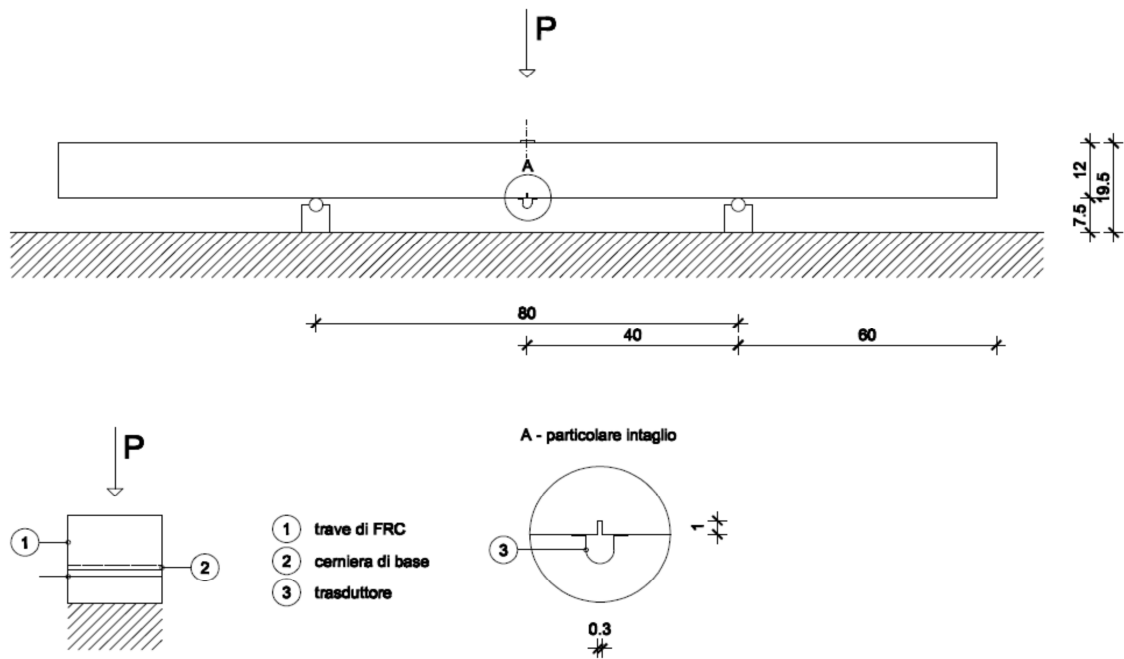 P
A
12
19.5
7.5
80
40
60
P
A - particolare intaglio
1
1 trave di FRC
2 cerniera di base
3 trasduttore
2
3
1
0.3